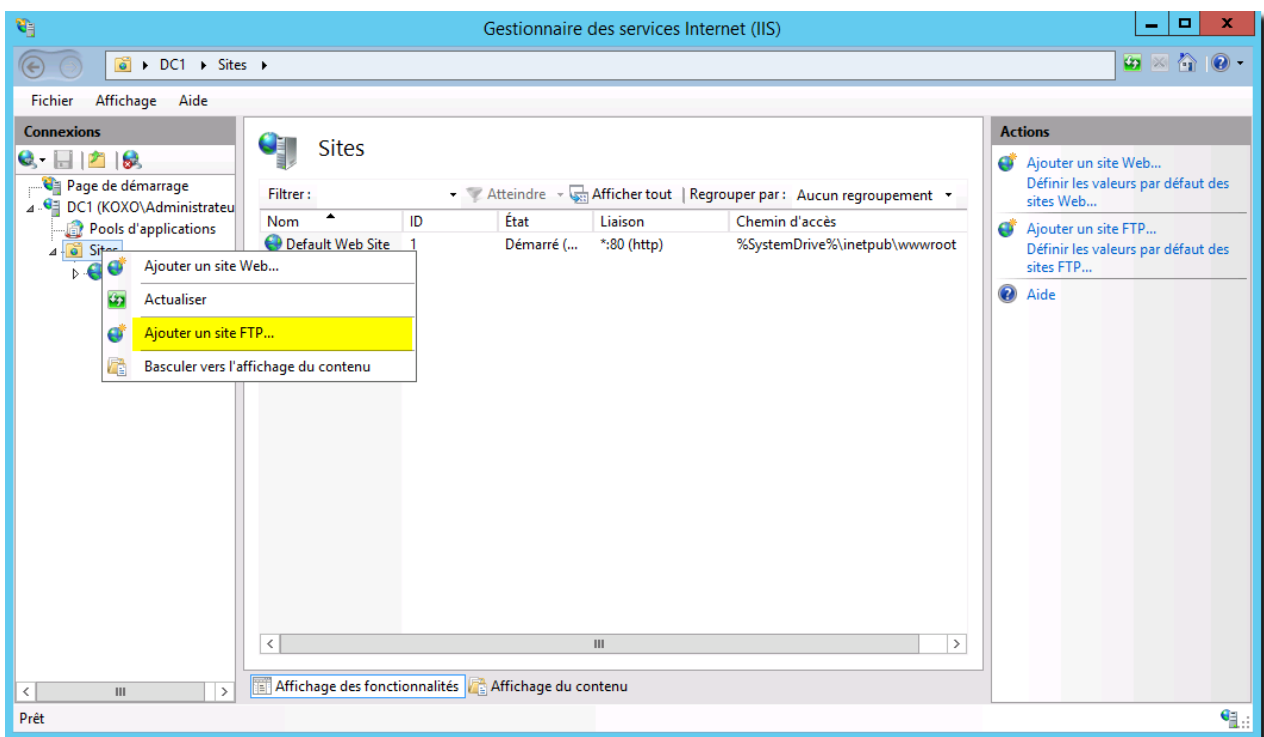 Gestionnaire des services Internet (IIS)
DC1 Sites
Fichier Affichage Aide
Connexions
Page de démarrage
DC1 (KOXO\Administrateu
Pools d'applications
Sites
Ajouter un site Web...
Actualiser
Ajouter un site FTP...
Basculer vers l'affichage du contenu
Sites
Filtrer : Atteindre Afficher tout Regrouper par : Aucun regroupement
Nom ID État Liaison Chemin d'accès
Default Web Site 1 Démarré (... *:80 (http) %SystemDrive%\inetpub\wwwroot
Affichage des fonctionnalités Affichage du contenu
Actions
Ajouter un site Web...
Définir les valeurs par défaut des
sites Web...
Ajouter un site FTP...
Définir les valeurs par défaut des
sites FTP...
Aide
Prêt